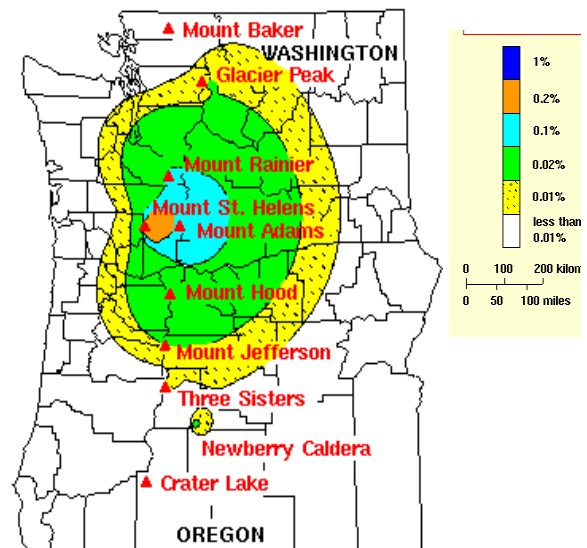 Mount Baker
WASHINGTON
Glacier Peak
Mount Rainier
Mount St. Helens
Mount Adams
Mount Hood
Mount Jefferson
Three Sisters
Newberry Caldera
Crater Lake
OREGON
1%
0.2%
0.1%
0.02%
0.01%
less than
0.01%
0 100 200 kilom
0 50 100 miles